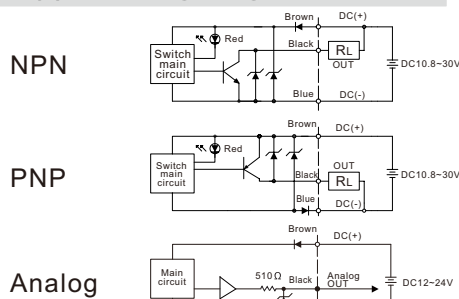 NPN
Brown
DC(+)
Red
Black
RL
OUT
Switch
main
circuit
DC10.8~30V
Blue
DC(-)
PNP
Brown
DC(+)
Red
OUT
Switch
main
circuit
Black
RL
DC10.8~30V
Blue
DC(-)
Analog
Brown
DC(+)
Main
circuit
510Ω
Black
Analog
OUT
DC12~24V